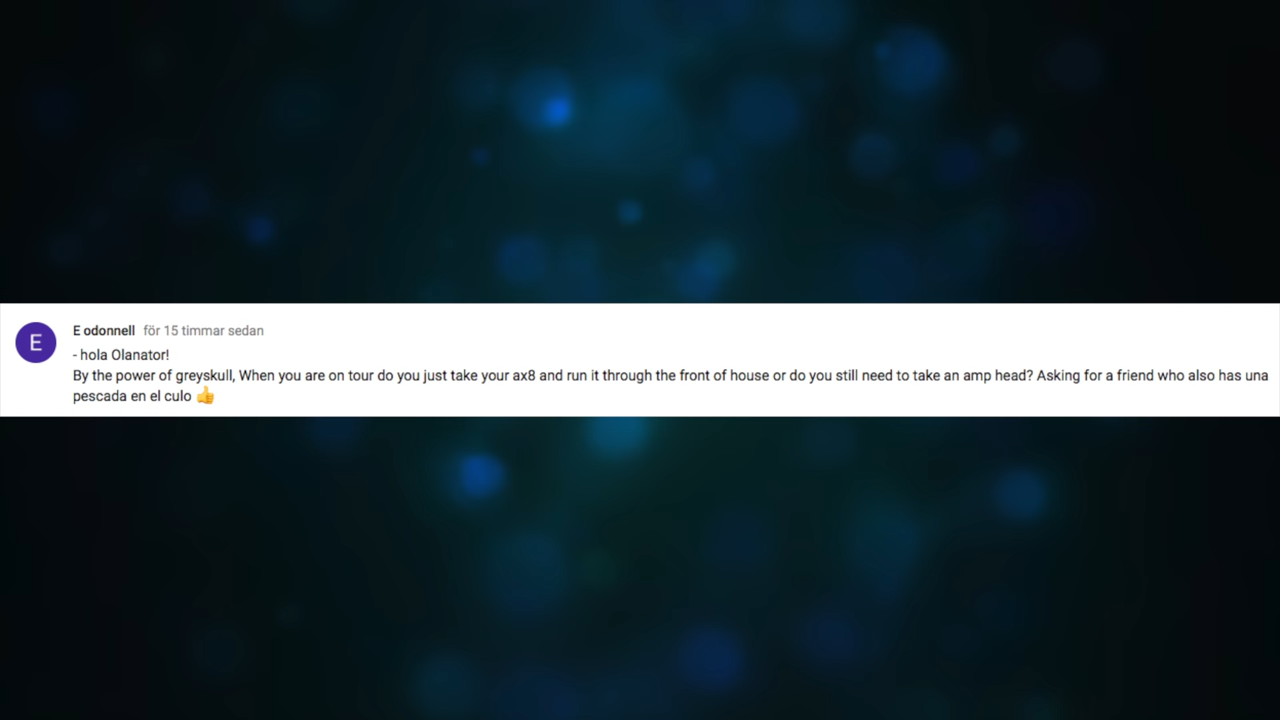 E
E odonnell för 15 timmar sedan
- hola Olanator!
By the power of greyskull, When you are on tour do you just take your ax8 and run it through the front of house or do you still need to take an amp head? Asking for a friend who also has una
pescada en el culo 👍